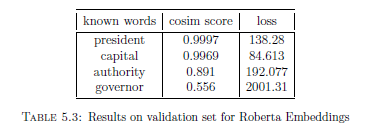 known words cosim score loss
president 0.9997 138.28
capital 0.9969 84.613
authority 0.891 192.077
governor 0.556 2001.31
TABLE 5.3: Results on validation set for Roberta Embeddings